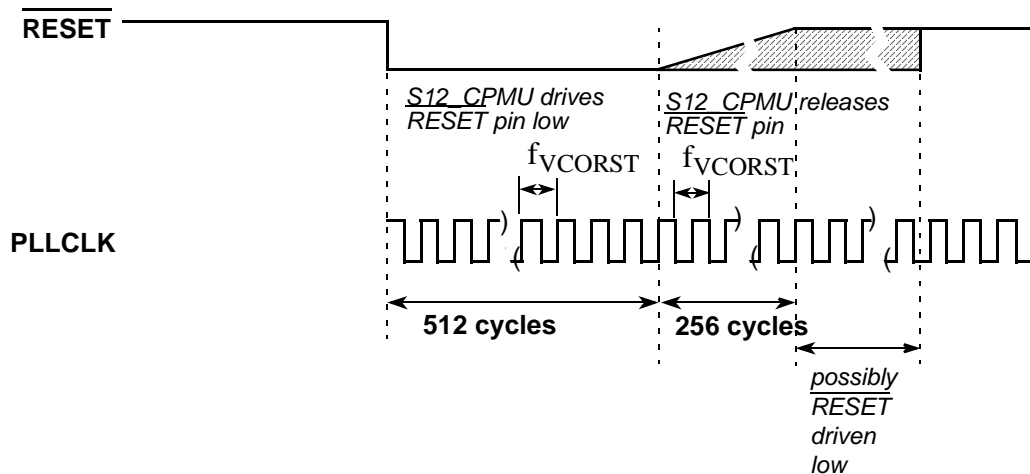 RESET
S12_CPMU drives
RESET pin low
S12_CPMU releases
RESET pin
fVCORST
fVCORST
PLLCLK
512 cycles
256 cycles
possibly
RESET
driven
low